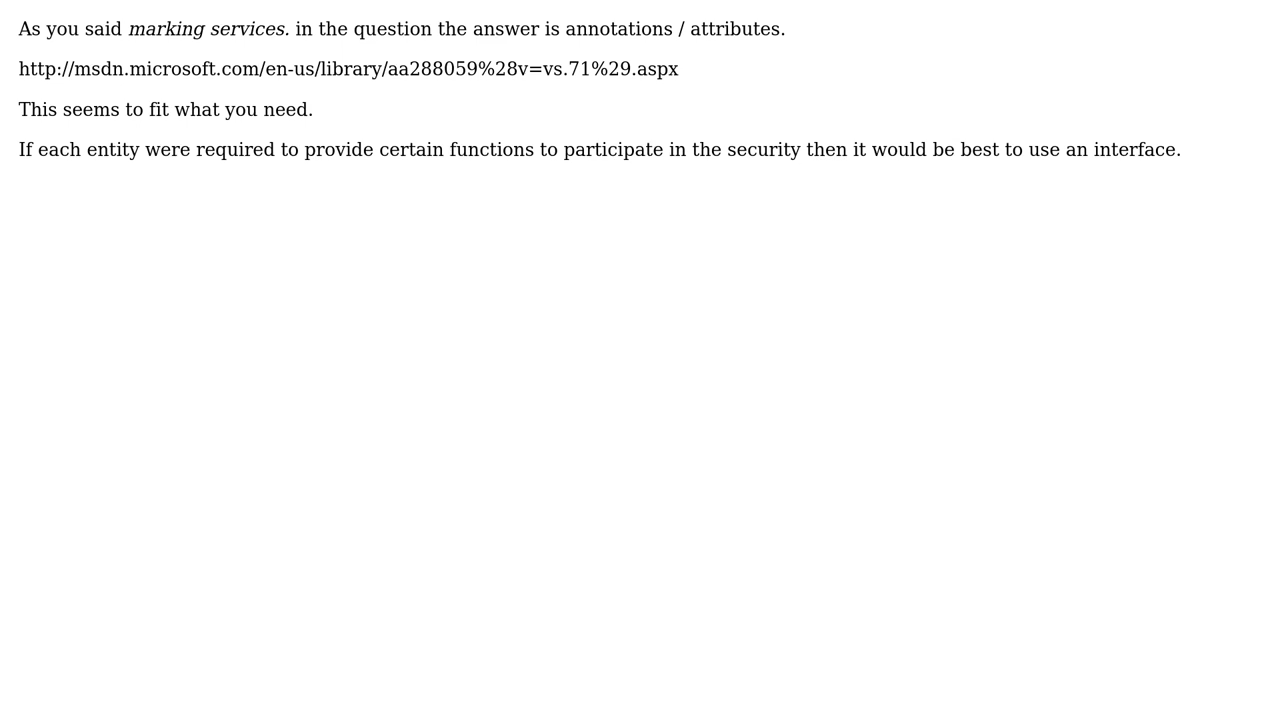 As you said marking services. in the question the answer is annotations / attributes.
http://msdn.microsoft.com/en-us/library/aa288059%28v=vs.71%29.aspx
This seems to fit what you need.
If each entity were required to provide certain functions to participate in the security then it would be best to use an interface.